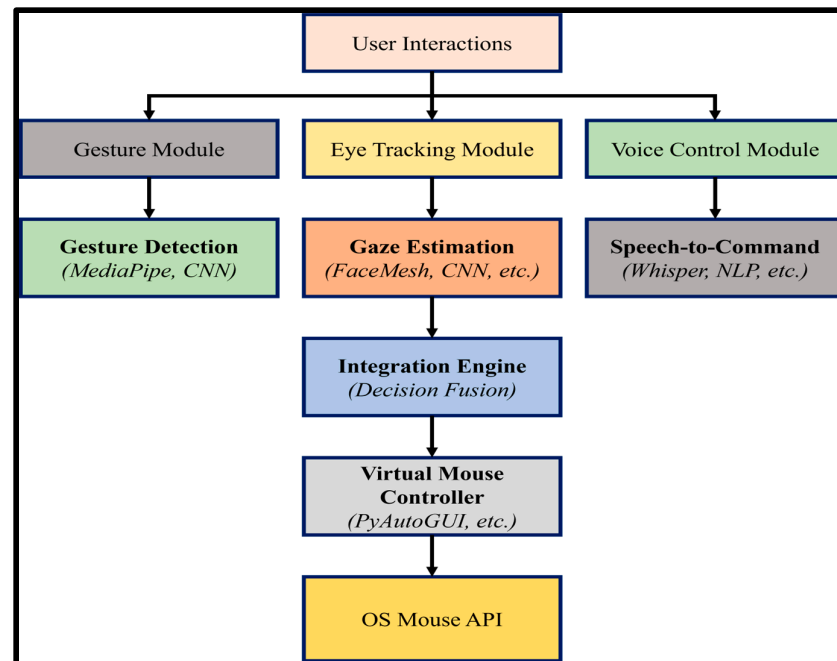 User Interactions
Gesture Module
Eye Tracking Module
Voice Control Module
Gesture Detection
(MediaPipe, CNN)
Gaze Estimation
(FaceMesh, CNN, etc.)
Speech-to-Command
(Whisper, NLP, etc.)
Integration Engine
(Decision Fusion)
Virtual Mouse
Controller
(PyAutoGUI, etc.)
OS Mouse API